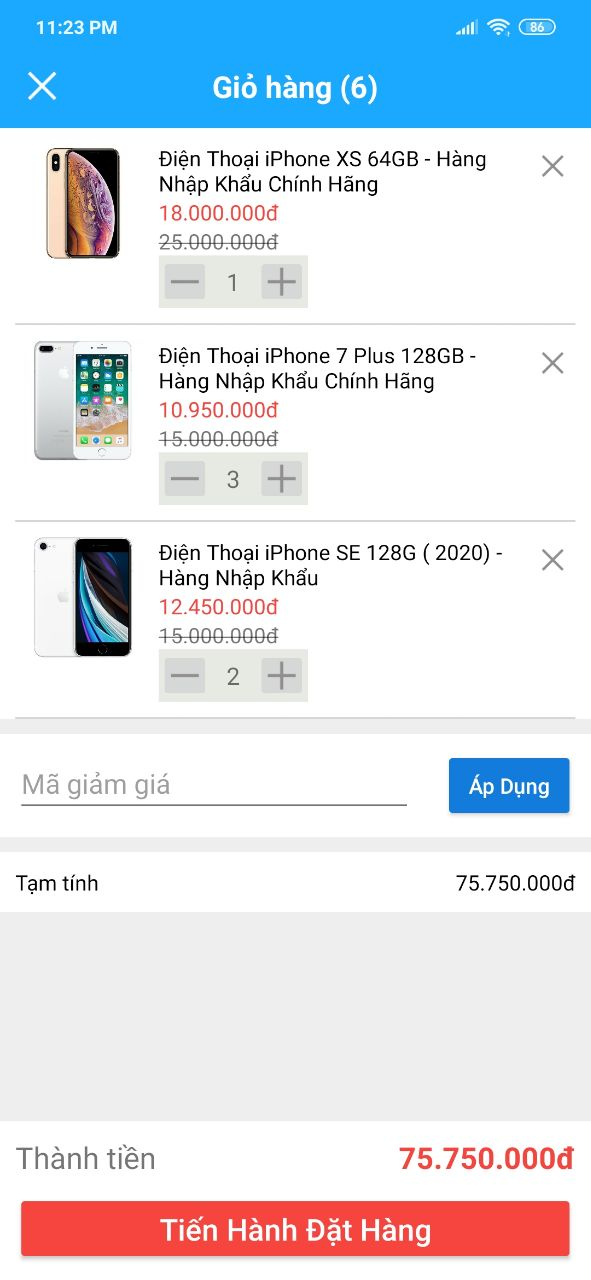 11:23 PM
86
Giỏ hàng (6)
Điện Thoại iPhone XS 64GB - Hàng
Nhập Khẩu Chính Hãng
18.000.000đ
25.000.000đ
1
Điện Thoại iPhone 7 Plus 128GB -
Hàng Nhập Khẩu Chính Hãng
10.950.000đ
15.000.000đ
3
Điện Thoại iPhone SE 128G ( 2020) -
Hàng Nhập Khẩu
12.450.000đ
15.000.000đ
2
Mã giảm giá
Áp Dụng
Tạm tính
75.750.000đ
Thành tiền
75.750.000đ
Tiến Hành Đặt Hàng